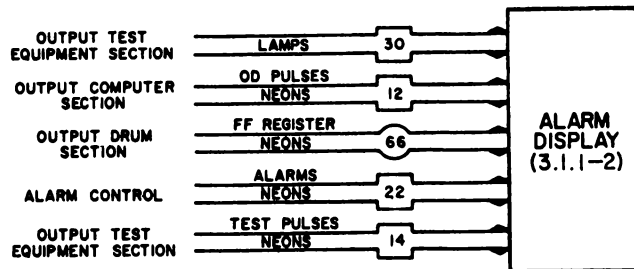 OUTPUT TEST
EQUIPMENT SECTION
LAMPS
30
OUTPUT COMPUTER
SECTION
OD PULSES
NEONS
12
OUTPUT DRUM
SECTION
FF REGISTER
NEONS
66
ALARM CONTROL
ALARMS
NEONS
22
OUTPUT TEST
EQUIPMENT SECTION
TEST PULSES
NEONS
14
ALARM
DISPLAY
(3.1.1-2)